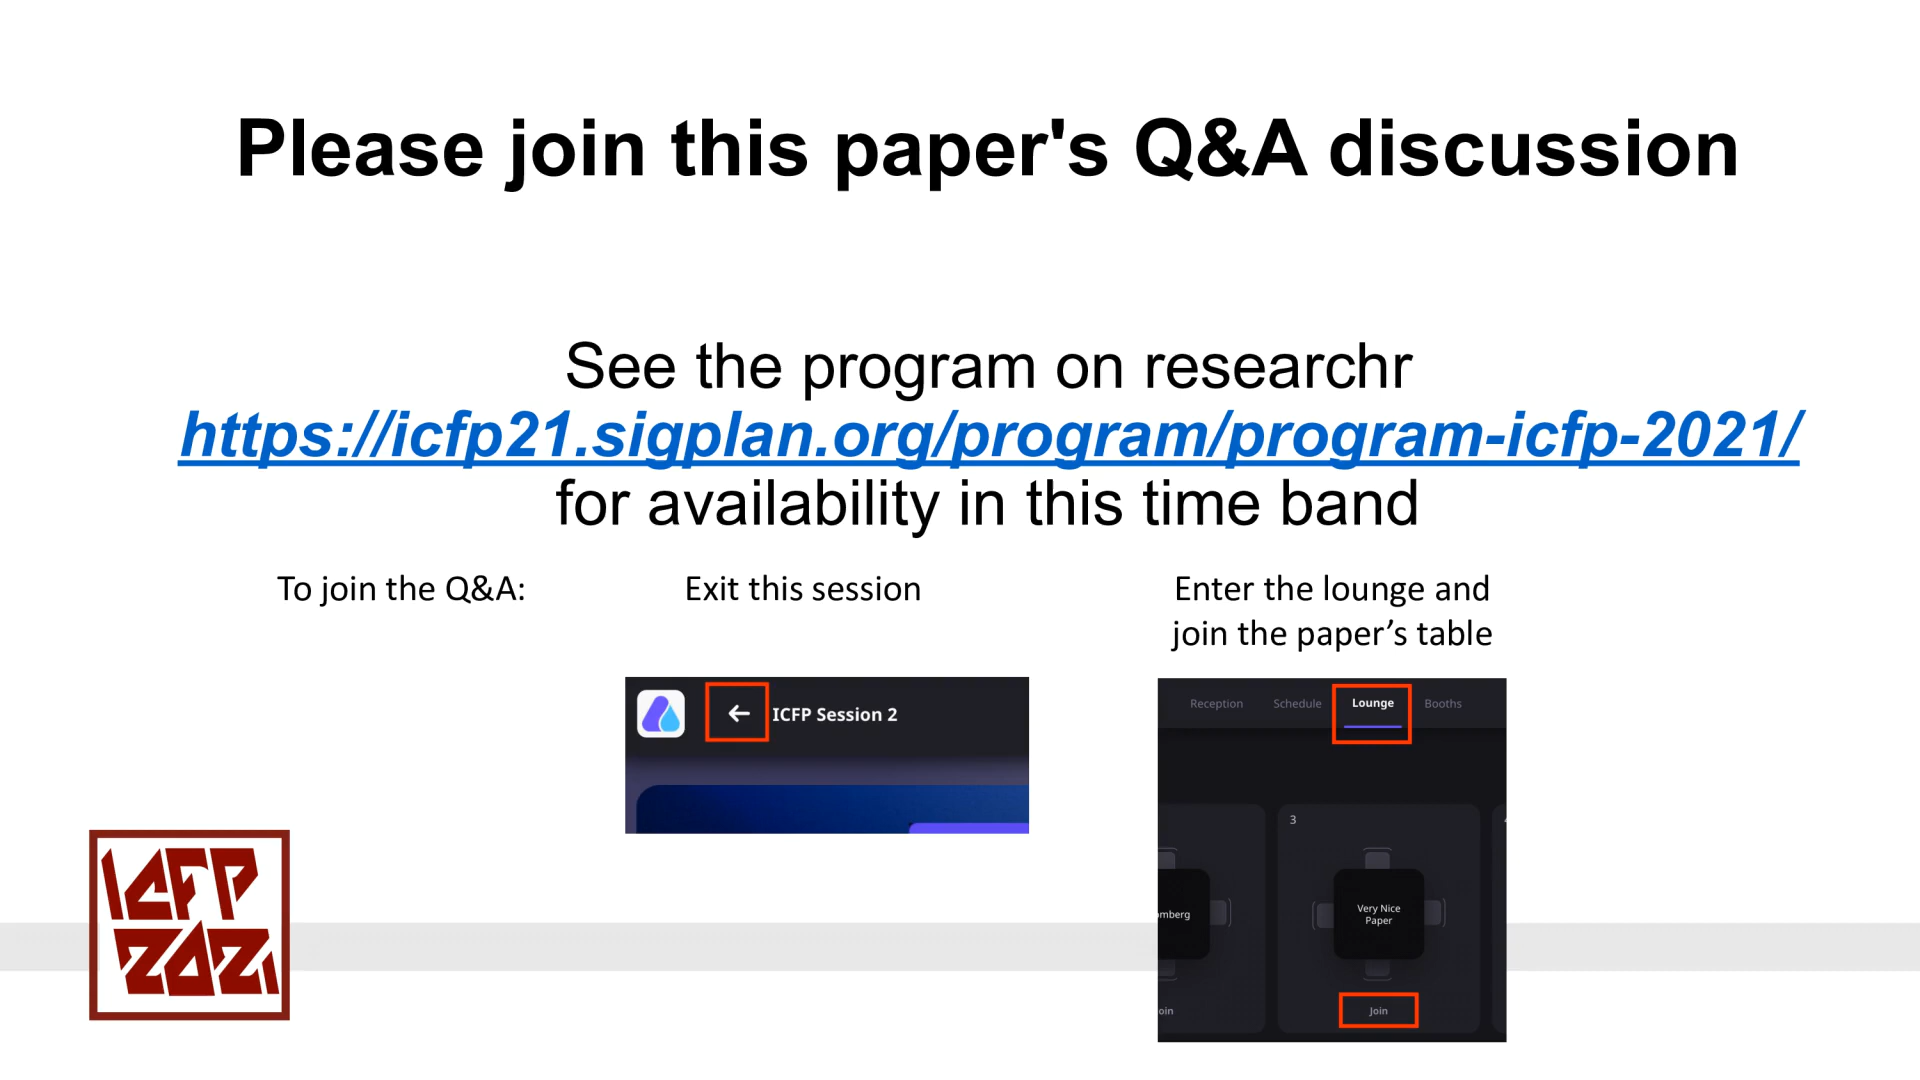 Please join this paper's Q&A discussion
See the program on researchr
https://icfp21.sigplan.org/program/program-icfp-2021/
for availability in this time band
To join the Q&A:
Exit this session
Enter the lounge and
join the paper’s table
ICFP Session 2
Reception Schedule Lounge Booths
3
omberg
Very Nice
Paper
oin
Join
ICFP
2021